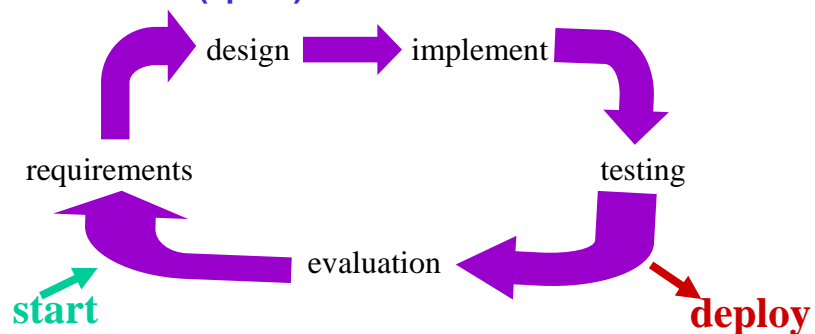 design implement
requirements testing
evaluation
start deploy